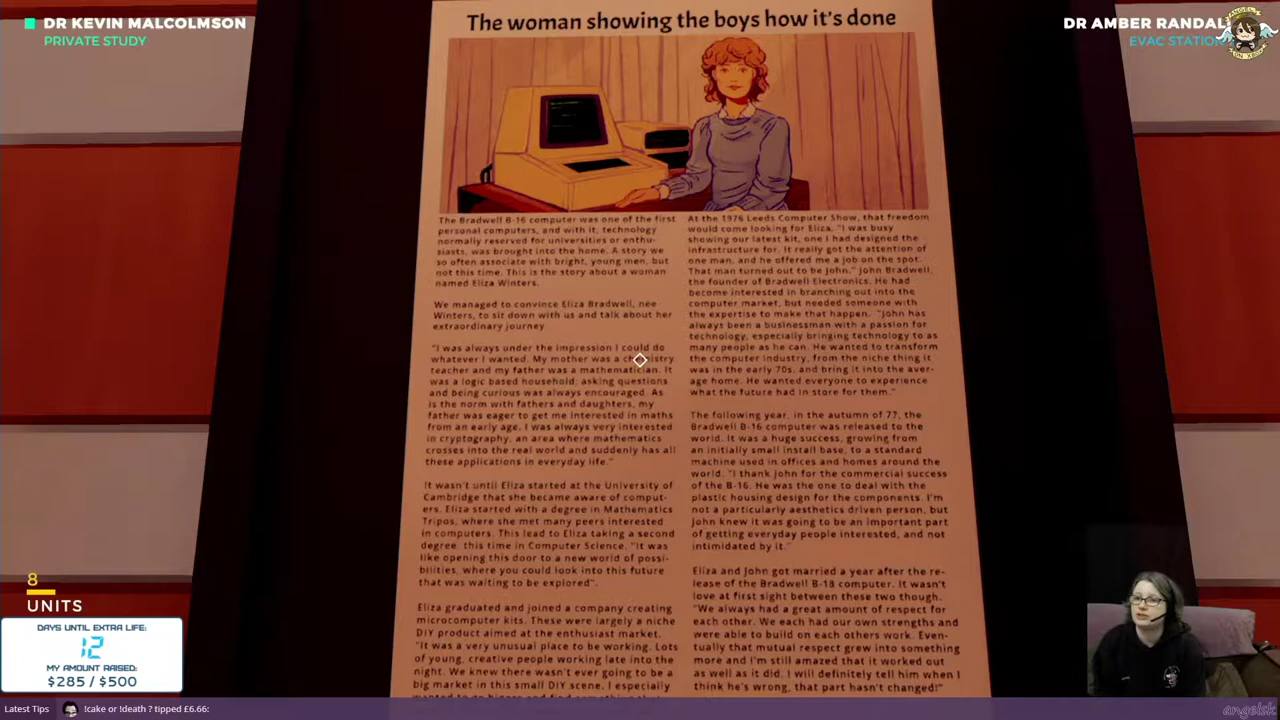 DR KEVIN MALCOLMSON
PRIVATE STUDY
DR AMBER RANDAL
EVAC STATION
The woman showing the boys how it's done
The Bradwell B-16 computer was one of the first
personal computers, and with it, technology
normally reserved for universities or enthu-
siasts, was brought into the home. A story we
so often associate with bright, young men, but
not this time. This is the story about a woman
named Eliza Winters.
We managed to convince Eliza Bradwell, nee
Winters, to sit down with us and talk about her
extraordinary journey
"I was always under the impression I could do
whatever I wanted. My mother was a chemistry
teacher and my father was a mathematician. It
was a logic based household; asking questions
and being curious was always encouraged. As
is the norm with fathers and daughters, my
father was eager to get me interested in maths
from an early age. I was always very interested
in cryptography, an area where mathematics
crosses into the real world and suddenly has all
these applications in everyday life."
It wasn't until Eliza started at the University of
Cambridge that she became aware of comput-
ers. Eliza started with a degree in Mathematics
Tripos, where she met many peers interested
in computers. This lead to Eliza taking a second
degree, this time in Computer Science. "It was
like opening this door to a new world of possi-
bilities, where you could look into this future
that was waiting to be explored".
Eliza graduated and joined a company creating
microcomputer kits. These were largely a niche
DIY product aimed at the enthusiast market.
"It was a very unusual place to be working. Lots
of young, creative people working late into the
night. We knew there wasn't ever going to be a
big market in this small DIY scene. I especially
At the 1976 Leeds Computer Show, that freedom
would come looking for Eliza. "I was busy
showing our latest kit, one I had designed the
infrastructure for. It really got the attention of
one man, and he offered me a job on the spot."
That man turned out to be John." John Bradwell,
the founder of Bradwell Electronics. He had
become interested in branching out into the
computer market, but needed someone with
the expertise to make that happen. "John has
always been a businessman with a passion for
technology, especially bringing technology to as
many people as he can. He wanted to transform
the computer industry, from the niche thing it
was in the early 70s, and bring it into the aver-
age home. He wanted everyone to experience
what the future had in store for them."
The following year, in the autumn of 77, the
Bradwell B-16 computer was released to the
world. It was a huge success, growing from
an initially small install base, to a standard
machine used in offices and homes around the
world. "I thank John for the commercial success
of the B-16. He was the one to deal with the
plastic housing design for the components. I'm
not a particularly aesthetics driven person, but
John knew it was going to be an important part
of getting everyday people interested, and not
intimidated by it."
Eliza and John got married a year after the re-
lease of the Bradwell B-18 computer. It wasn't
love at first sight between these two though.
"We always had a great amount of respect for
each other. We each had our own strengths and
were able to build on each others work. Even-
tually that mutual respect grew into something
more and I'm still amazed that it worked out
as well as it did. I will definitely tell him when I
think he's wrong, that part hasn't changed!"
8
UNITS
DAYS UNTIL EXTRA LIFE:
12
MY AMOUNT RAISED:
$285 / $500
Latest Tips
!cake or !death ? tipped £6.66:
angelsk